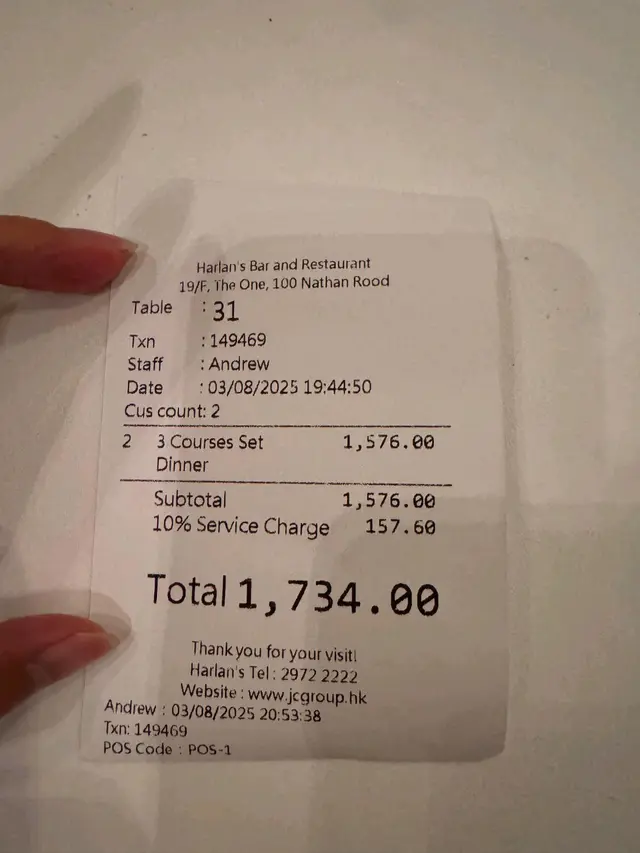 Harlan's Bar and Restaurant
19/F, The One, 100 Nathan Rood
Table : 31
Txn : 149469
Staff : Andrew
Date : 03/08/2025 19:44:50
Cus count: 2
2 3 Courses Set 1,576.00
Dinner
Subtotal 1,576.00
10% Service Charge 157.60
Total 1,734.00
Thank you for your visit!
Harlan's Tel : 2972 2222
Website : www.jcgroup.hk
Andrew : 03/08/2025 20:53:38
Txn: 149469
POS Code : POS-1